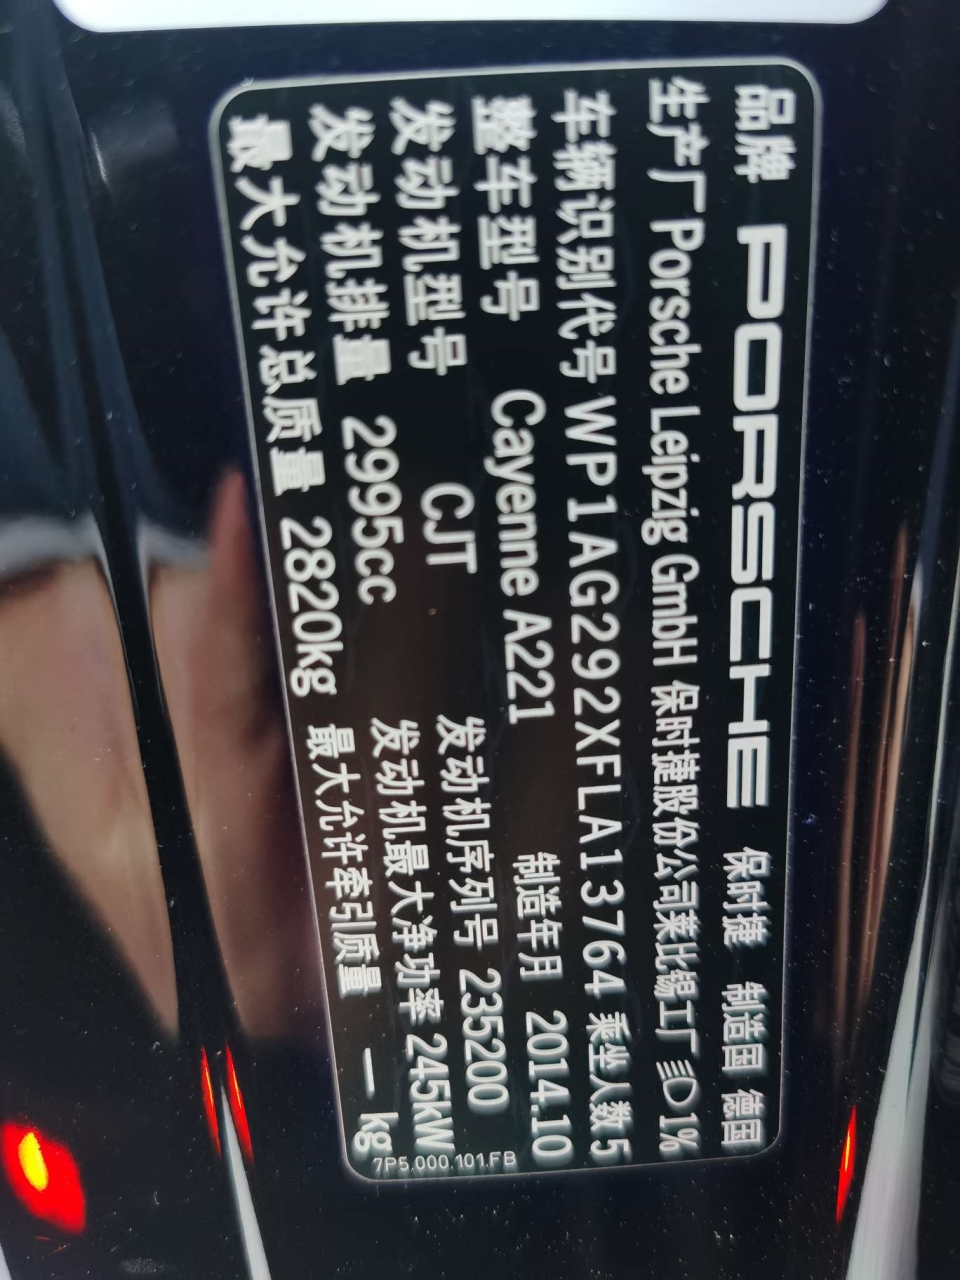 品牌 PORSCHE 保时捷 制造国 德国
生产厂 Porsche Leipzig GmbH 保时捷股份公司莱比锡工厂 1%
车辆识别代号 WP1AG292XFLA13764 乘坐人数 5
整车型号 Cayenne A221 制造年月 2014.10
发动机型号 CJT 发动机序列号 235200
发动机排量 2995cc 发动机最大净功率 245kW
最大允许总质量 2820kg 最大允许牵引质量 — kg
7P5.000.101.FB